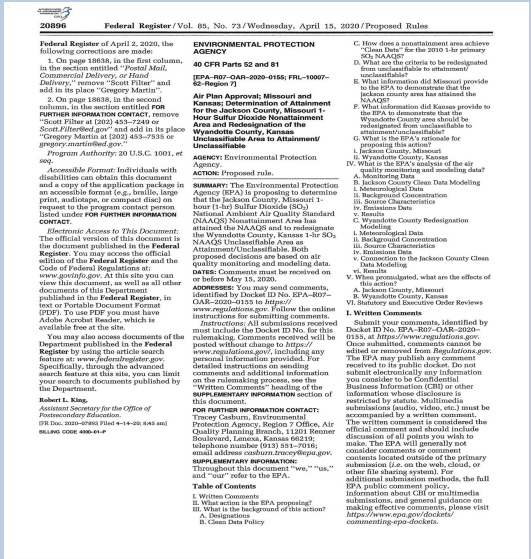 20896
Federal Register / Vol. 85, No. 73 / Wednesday, April 15, 2020 / Proposed Rules
Federal Register of April 2, 2020, the
following corrections are made:
1. On page 18638, in the first column,
in the section entitled "Postal Mail,
Commercial Delivery, or Hand
Delivery," remove "Scott Filter" and
add in its place "Gregory Martin".
2. On page 18638, in the second
column, in the section entitled FOR
FURTHER INFORMATION CONTACT, remove
"Scott Filter at (202) 453–7249 or
Scott.Filter@ed.gov" and add in its place
"Gregory Martin at (202) 453–7535 or
gregory.martin@ed.gov."
Program Authority: 20 U.S.C. 1001, et
seq.
Accessible Format: Individuals with
disabilities can obtain this document
and a copy of the application package in
an accessible format (e.g., braille, large
print, audiotape, or compact disc) on
request to the program contact person
listed under FOR FURTHER INFORMATION
CONTACT.
Electronic Access to This Document:
The official version of this document is
the document published in the Federal
Register. You may access the official
edition of the Federal Register and the
Code of Federal Regulations at:
www.govinfo.gov. At this site you can
view this document, as well as all other
documents of this Department
published in the Federal Register, in
text or Portable Document Format
(PDF). To use PDF you must have
Adobe Acrobat Reader, which is
available free at the site.
You may also access documents of the
Department published in the Federal
Register by using the article search
feature at: www.federalregister.gov.
Specifically, through the advanced
search feature at this site, you can limit
your search to documents published by
the Department.
Robert L. King,
Assistant Secretary for the Office of
Postsecondary Education.
[FR Doc. 2020–07893 Filed 4–14–20; 8:45 am]
BILLING CODE 4000–01–P
ENVIRONMENTAL PROTECTION
AGENCY
40 CFR Parts 52 and 81
[EPA–R07–OAR–2020–0155; FRL–10007–
62–Region 7]
Air Plan Approval; Missouri and
Kansas; Determination of Attainment
for the Jackson County, Missouri 1-
Hour Sulfur Dioxide Nonattainment
Area and Redesignation of the
Wyandotte County, Kansas
Unclassifiable Area to Attainment/
Unclassifiable
AGENCY: Environmental Protection
Agency.
ACTION: Proposed rule.
SUMMARY: The Environmental Protection
Agency (EPA) is proposing to determine
that the Jackson County, Missouri 1-
hour (1-hr) Sulfur Dioxide (SO2)
National Ambient Air Quality Standard
(NAAQS) Nonattainment Area has
attained the NAAQS and to redesignate
the Wyandotte County, Kansas 1-hr SO2
NAAQS Unclassifiable Area as
Attainment/Unclassifiable. Both
proposed decisions are based on air
quality monitoring and modeling data.
DATES: Comments must be received on
or before May 15, 2020.
ADDRESSES: You may send comments,
identified by Docket ID No. EPA–R07–
OAR–2020–0155 to https://
www.regulations.gov. Follow the online
instructions for submitting comments.
Instructions: All submissions received
must include the Docket ID No. for this
rulemaking. Comments received will be
posted without change to https://
www.regulations.gov/, including any
personal information provided. For
detailed instructions on sending
comments and additional information
on the rulemaking process, see the
"Written Comments" heading of the
SUPPLEMENTARY INFORMATION section of
this document.
FOR FURTHER INFORMATION CONTACT:
Tracey Casburn, Environmental
Protection Agency, Region 7 Office, Air
Quality Planning Branch, 11201 Renner
Boulevard, Lenexa, Kansas 66219;
telephone number (913) 551–7016;
email address casburn.tracey@epa.gov.
SUPPLEMENTARY INFORMATION:
Throughout this document "we," "us,"
and "our" refer to the EPA.
Table of Contents
I. Written Comments
II. What action is the EPA proposing?
III. What is the background of this action?
A. Designations
B. Clean Data Policy
C. How does a nonattainment area achieve
"Clean Data" for the 2010 1-hr primary
SO2 NAAQS?
D. What are the criteria to be redesignated
from unclassifiable to attainment/
unclassifiable?
E. What information did Missouri provide
to the EPA to demonstrate that the
jackson county area has attained the
NAAQS?
F. What information did Kansas provide to
the EPA to demonstrate that the
Wyandotte County area should be
redesignated from unclassifiable to
attainment/unclassifiable?
G. What is the EPA's rationale for
proposing this action?
i. Jackson County, Missouri
ii. Wyandotte County, Kansas
IV. What is the EPA's analysis of the air
quality monitoring and modeling data?
A. Monitoring Data
B. Jackson County Clean Data Modeling
i. Meteorological Data
ii. Background Concentration
iii. Source Characteristics
iv. Emissions Data
v. Results
C. Wyandotte County Redesignation
Modeling
i. Meteorological Data
ii. Background Concentration
iii. Source Characteristics
iv. Emissions Data
v. Connection to the Jackson County Clean
Data Modeling
vi. Results
V. When promulgated, what are the effects of
this action?
A. Jackson County, Missouri
B. Wyandotte County, Kansas
VI. Statutory and Executive Order Reviews
I. Written Comments
Submit your comments, identified by
Docket ID No. EPA–R07–OAR–2020–
0155, at https://www.regulations.gov.
Once submitted, comments cannot be
edited or removed from Regulations.gov.
The EPA may publish any comment
received to its public docket. Do not
submit electronically any information
you consider to be Confidential
Business Information (CBI) or other
information whose disclosure is
restricted by statute. Multimedia
submissions (audio, video, etc.) must be
accompanied by a written comment.
The written comment is considered the
official comment and should include
discussion of all points you wish to
make. The EPA will generally not
consider comments or comment
contents located outside of the primary
submission (i.e. on the web, cloud, or
other file sharing system). For
additional submission methods, the full
EPA public comment policy,
information about CBI or multimedia
submissions, and general guidance on
making effective comments, please visit
https://www.epa.gov/dockets/
commenting-epa-dockets.